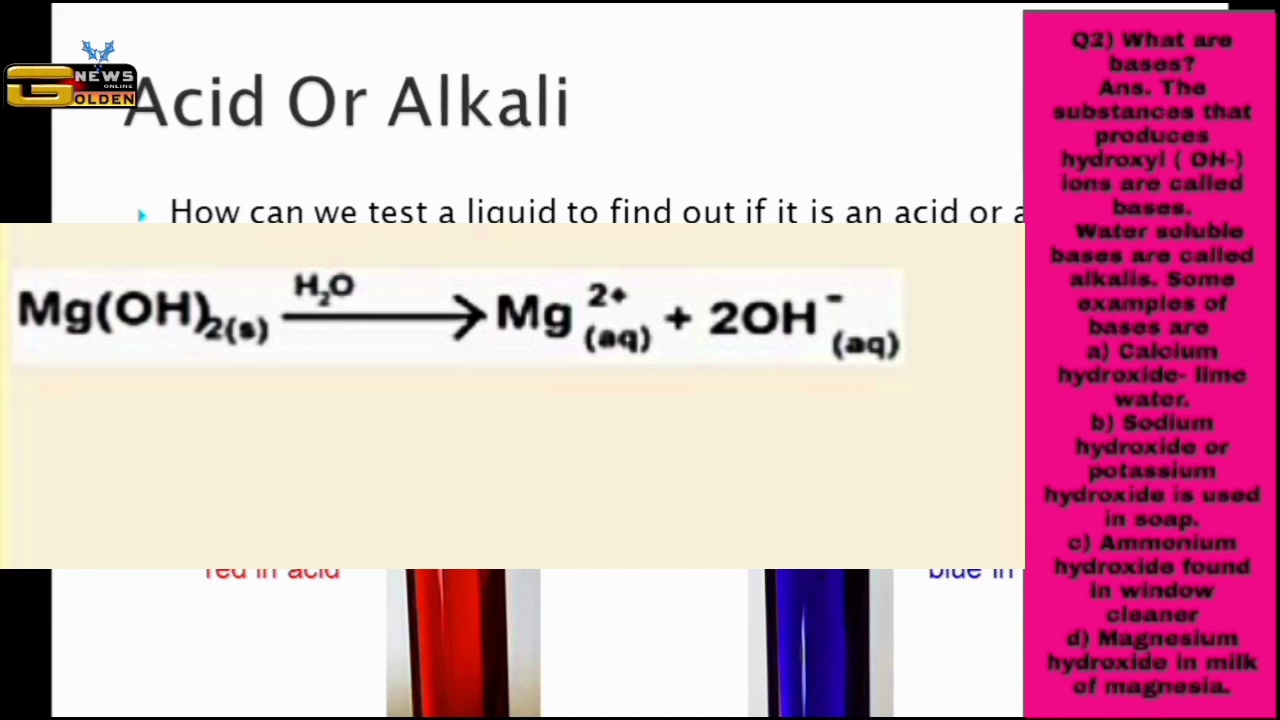 NEWS
ONLINE
GOLDEN
Acid Or Alkali
How can we test a liquid to find out if it is an acid or a
Mg(OH)2(s) H2O → Mg 2+ (aq) + 2OH - (aq)
red in acid
blue in
Q2) What are
bases?
Ans. The
substances that
produces
hydroxyl ( OH-)
ions are called
bases.
Water soluble
bases are called
alkalis. Some
examples of
bases are
a) Calcium
hydroxide- lime
water.
b) Sodium
hydroxide or
potassium
hydroxide is used
in soap.
c) Ammonium
hydroxide found
in window
cleaner
d) Magnesium
hydroxide in milk
of magnesia.